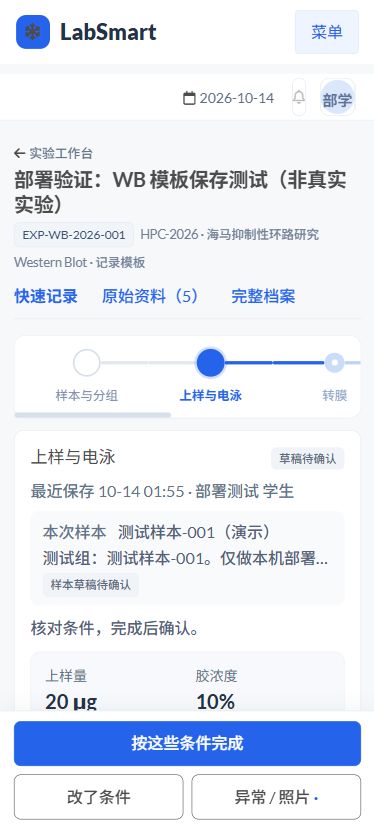 LabSmart
菜单
2026-10-14
部学
← 实验工作台
部署验证：WB 模板保存测试（非真实
实验）
EXP-WB-2026-001 HPC-2026 · 海马抑制性环路研究
Western Blot · 记录模板
快速记录 原始资料（5） 完整档案
样本与分组 上样与电泳 转膜
上样与电泳 草稿待确认
最近保存 10-14 01:55 · 部署测试 学生
本次样本 测试样本-001（演示）
测试组：测试样本-001。仅做本机部署...
样本草稿待确认
核对条件，完成后确认。
上样量 胶浓度
20 µg 10%
按这些条件完成
改了条件 异常 / 照片 ·